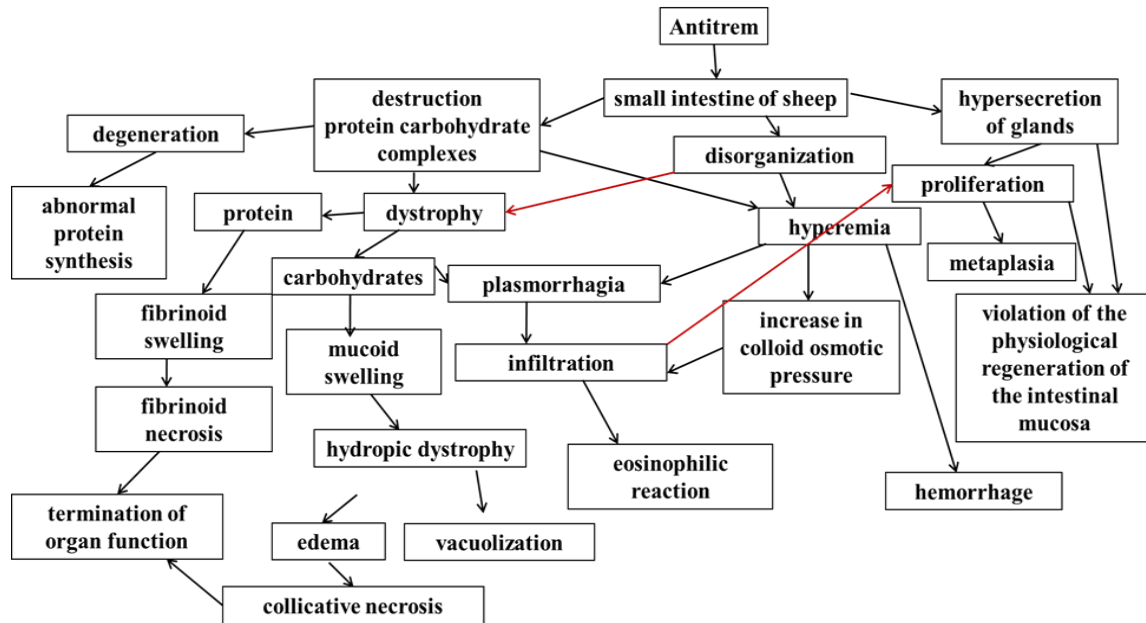 Antitrem
destruction
protein carbohydrate
complexes
small intestine of sheep
hypersecretion
of glands
degeneration
disorganization
abnormal
protein
synthesis
protein
dystrophy
proliferation
hyperemia
metaplasia
carbohydrates
plasmorrhagia
fibrinoid
swelling
mucoid
swelling
infiltration
increase in
colloid osmotic
pressure
violation of the
physiological
regeneration of
the intestinal
mucosa
fibrinoid
necrosis
hydropic dystrophy
eosinophilic
reaction
hemorrhage
termination of
organ function
edema
vacuolization
collicative necrosis